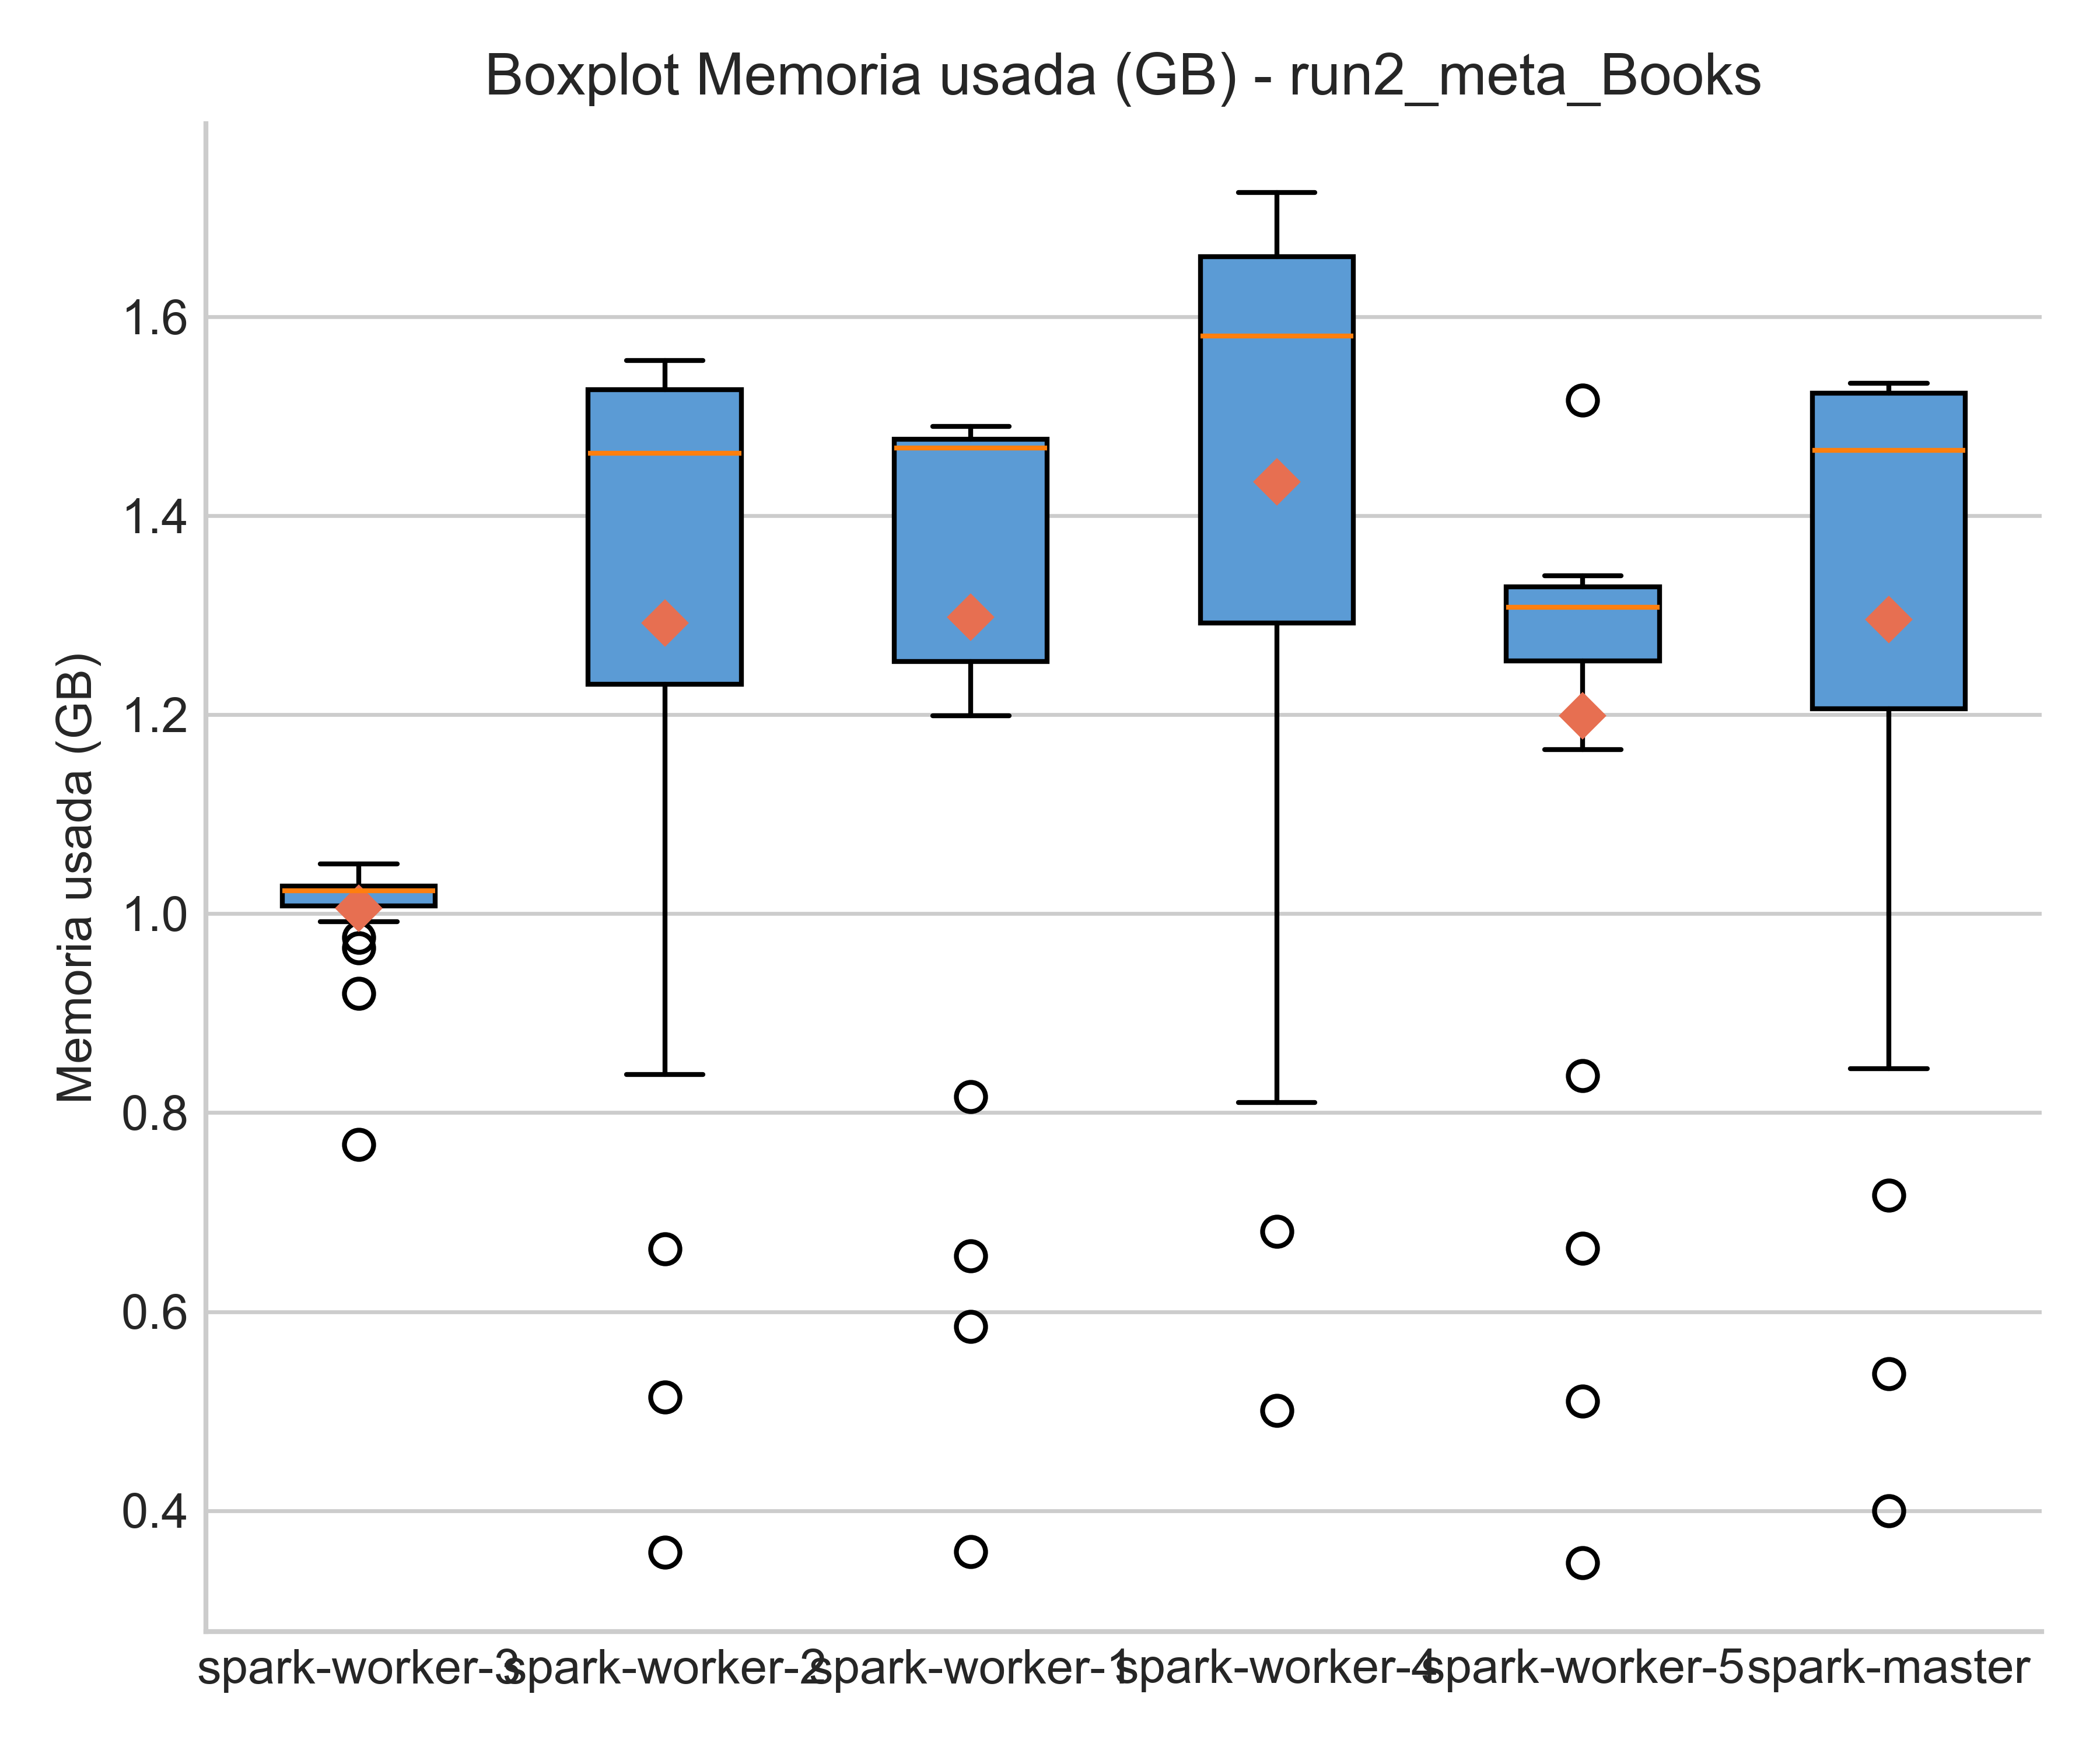 Boxplot Memoria usada (GB) - run2_meta_Books
Memoria usada (GB)
1.6
1.4
1.2
1.0
0.8
0.6
0.4
spark-worker-3 spark-worker-2 spark-worker-1 spark-worker-4 spark-worker-5 spark-master